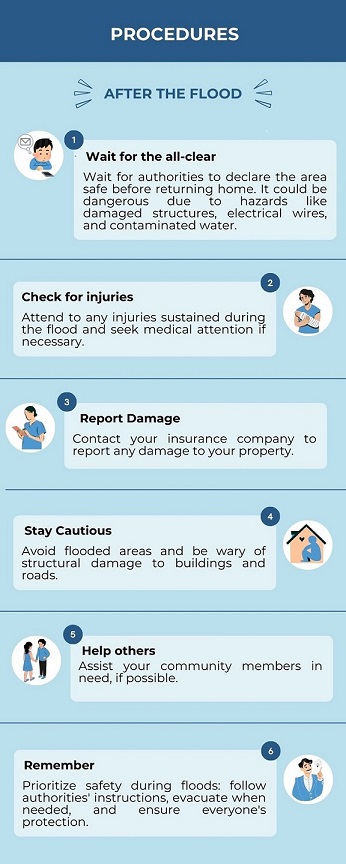 PROCEDURES
AFTER THE FLOOD
1
Wait for the all-clear
Wait for authorities to declare the area
safe before returning home. It could be
dangerous due to hazards like
damaged structures, electrical wires,
and contaminated water.
2
Check for injuries
Attend to any injuries sustained during
the flood and seek medical attention if
necessary.
3
Report Damage
Contact your insurance company to
report any damage to your property.
4
Stay Cautious
Avoid flooded areas and be wary of
structural damage to buildings and
roads.
5
Help others
Assist your community members in
need, if possible.
6
Remember
Prioritize safety during floods: follow
authorities' instructions, evacuate when
needed, and ensure everyone's
protection.